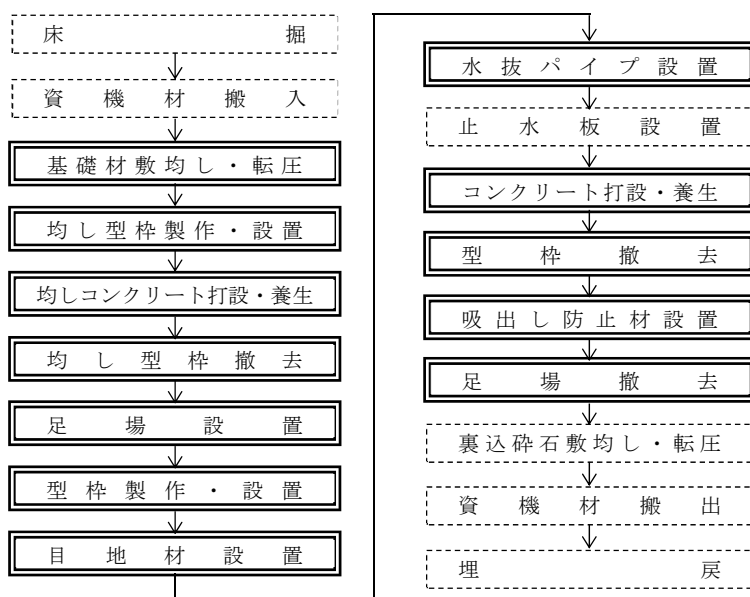 床掘
資機材搬入
基礎材敷均し・転圧
均し型枠製作・設置
均しコンクリート打設・養生
均し型枠撤去
足場設置
型枠製作・設置
目地材設置
水抜パイプ設置
止水板設置
コンクリート打設・養生
型枠撤去
吸出し防止材設置
足場撤去
裏込砕石敷均し・転圧
資機材搬出
埋戻